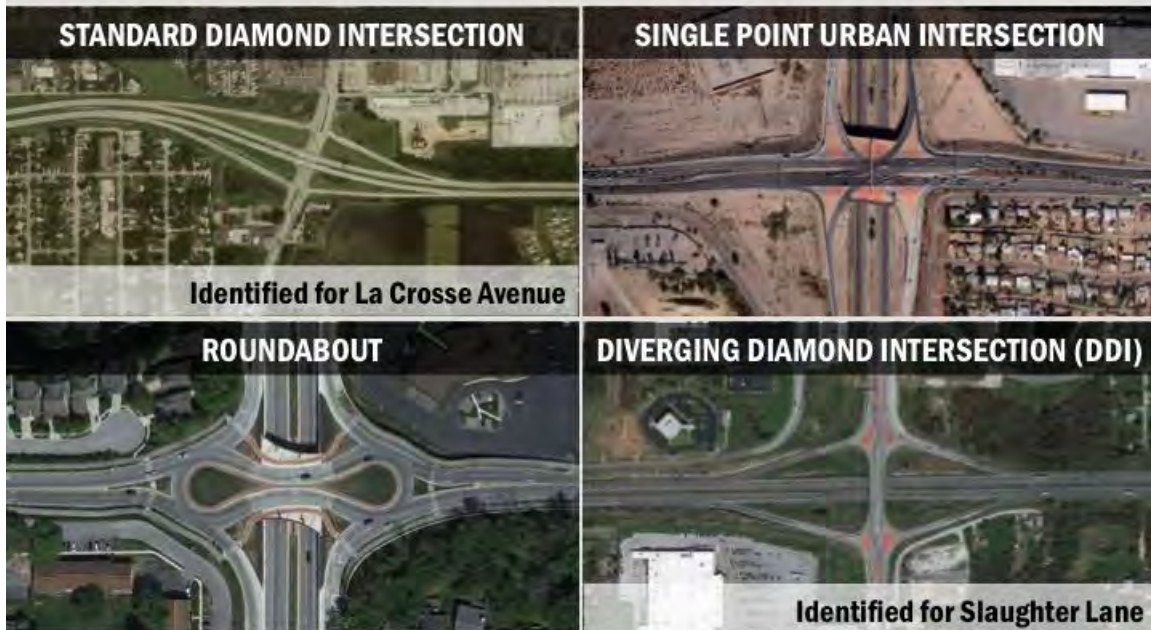 STANDARD DIAMOND INTERSECTION
Identified for La Crosse Avenue
SINGLE POINT URBAN INTERSECTION
ROUNDABOUT
DIVERGING DIAMOND INTERSECTION (DDI)
Identified for Slaughter Lane